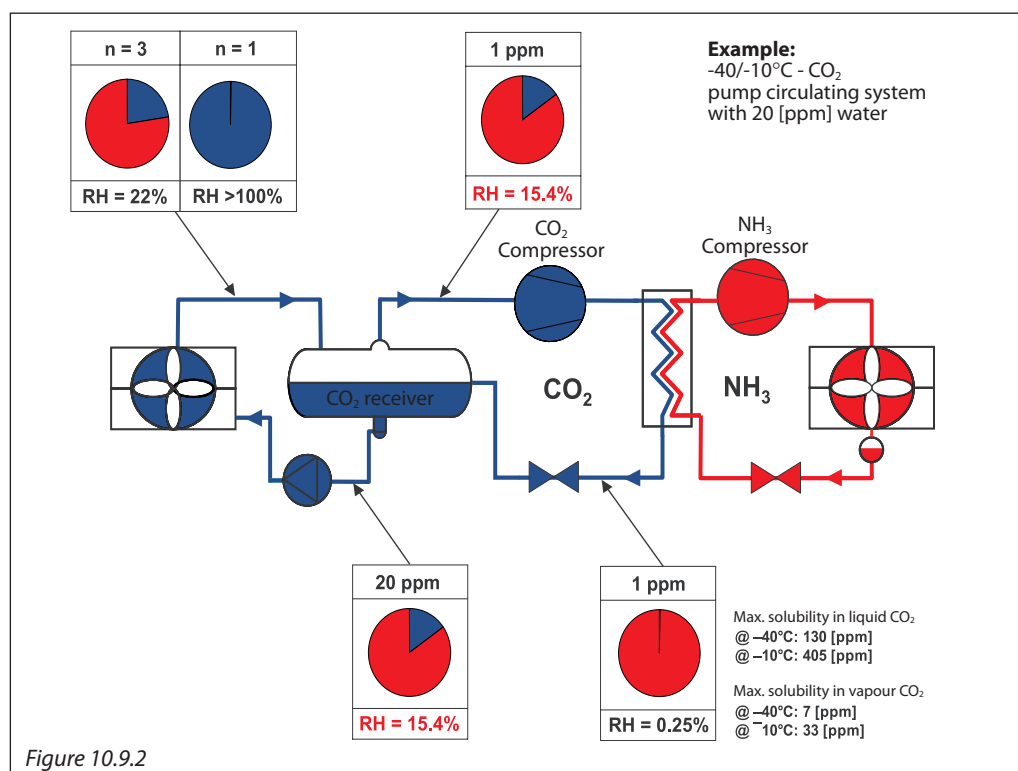 n = 3
n = 1
RH = 22%
RH >100%
1 ppm
RH = 15.4%
Example:
-40/-10°C - CO₂
pump circulating system
with 20 [ppm] water
CO₂
Compressor
NH₃
Compressor
CO₂ receiver
CO₂
NH₃
20 ppm
RH = 15.4%
1 ppm
RH = 0.25%
Max. solubility in liquid CO₂
@ –40°C: 130 [ppm]
@ –10°C: 405 [ppm]
Max. solubility in vapour CO₂
@ –40°C: 7 [ppm]
@ –10°C: 33 [ppm]
Figure 10.9.2